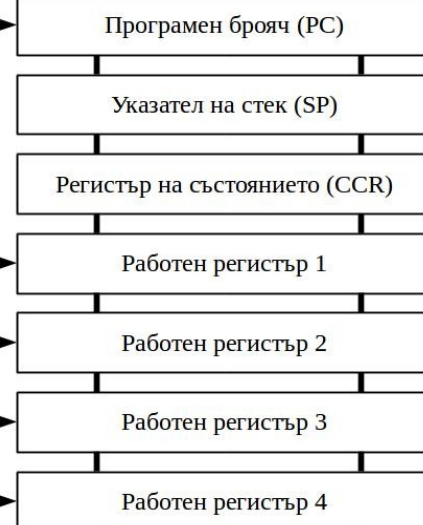 Програмен брояч (PC)
Указател на стек (SP)
Регистър на състоянието (CCR)
Работен регистър 1
Работен регистър 2
Работен регистър 3
Работен регистър 4